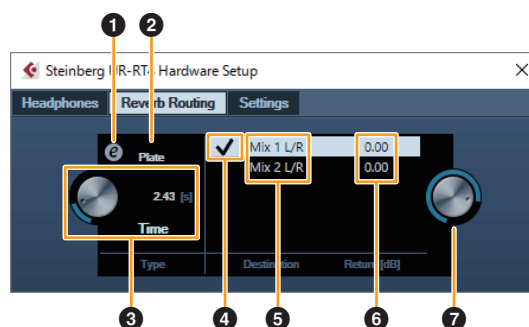 1 2
Steinberg UR-RT4 Hardware Setup
Headphones Reverb Routing Settings
e Plate Mix 1 L/R 0.00
Mix 2 L/R 0.00
2.43 [s]
Time
Type Destination Return [dB]
3 4 5 6 7